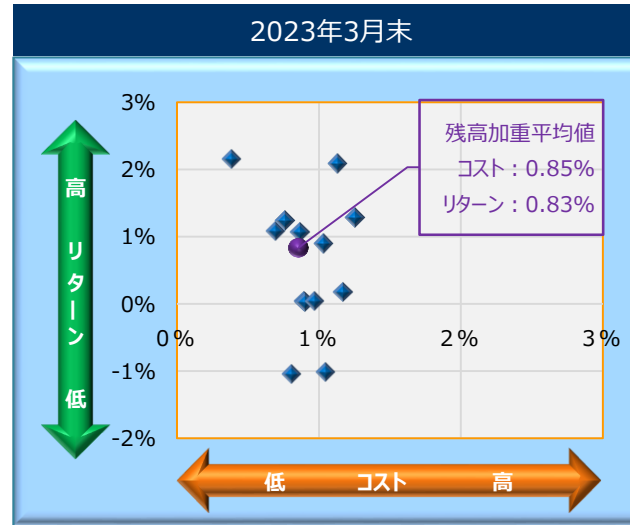 2023年3月末
3%
2%
1%
0%
-1%
-2%
0%
1%
2%
3%
残高加重平均値
コスト：0.85%
リターン：0.83%
高 リターン 低
低 コスト 高